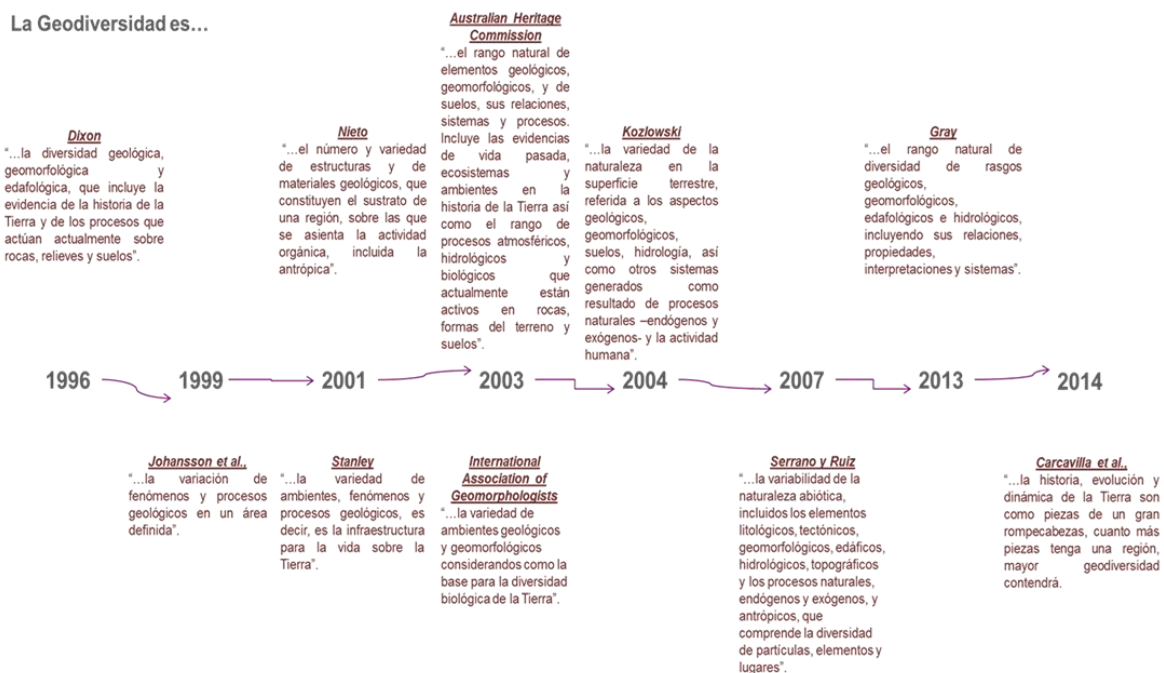 La Geodiversidad es...
Australian Heritage
Commission
“...el rango natural de
elementos geológicos,
geomorfológicos, y de
suelos, sus relaciones,
sistemas y procesos.
Incluye las evidencias
de vida pasada,
ecosistemas y
ambientes en la
historia de la Tierra así
como el rango de
procesos atmosféricos,
hidrológicos y
biológicos que
actualmente están
activos en rocas,
formas del terreno y
suelos”.
Dixon
“...la diversidad geológica,
geomorfológica y
edafológica, que incluye la
evidencia de la historia de la
Tierra y de los procesos que
actúan actualmente sobre
rocas, relieves y suelos”.
Nieto
“...el número y variedad
de estructuras y de
materiales geológicos, que
constituyen el sustrato de
una región, sobre las que
se asienta la actividad
orgánica, incluida la
antrópica”.
Kozlowski
“...la variedad de la
naturaleza en la
superficie terrestre,
referida a los aspectos
geológicos,
geomorfológicos,
suelos, hidrología, así
como otros sistemas
generados como
resultado de procesos
naturales –endógenos y
exógenos- y la actividad
humana”.
Gray
“...el rango natural de
diversidad de rasgos
geológicos,
geomorfológicos,
edafológicos e hidrológicos,
incluyendo sus relaciones,
propiedades,
interpretaciones y sistemas”.
1996 1999 2001 2003 2004 2007 2013 2014
Johansson et al.,
“...la variación de
fenómenos y procesos
geológicos en un área
definida”.
Stanley
“...la variedad de
ambientes, fenómenos y
procesos geológicos, es
decir, es la infraestructura
para la vida sobre la
Tierra”.
International
Association of
Geomorphologists
“...la variedad de
ambientes geológicos
y geomorfológicos
considerandos como la
base para la diversidad
biológica de la Tierra”.
Serrano y Ruiz
“...la variabilidad de la
naturaleza abiótica,
incluidos los elementos
litológicos, tectónicos,
geomorfológicos, edáficos,
hidrológicos, topográficos
y los procesos naturales,
endógenos y exógenos, y
antrópicos, que
comprende la diversidad
de partículas, elementos y
lugares”.
Carcavilla et al.,
“...la historia, evolución y
dinámica de la Tierra son
como piezas de un gran
rompecabezas, cuanto más
piezas tenga una región,
mayor geodiversidad
contendrá.